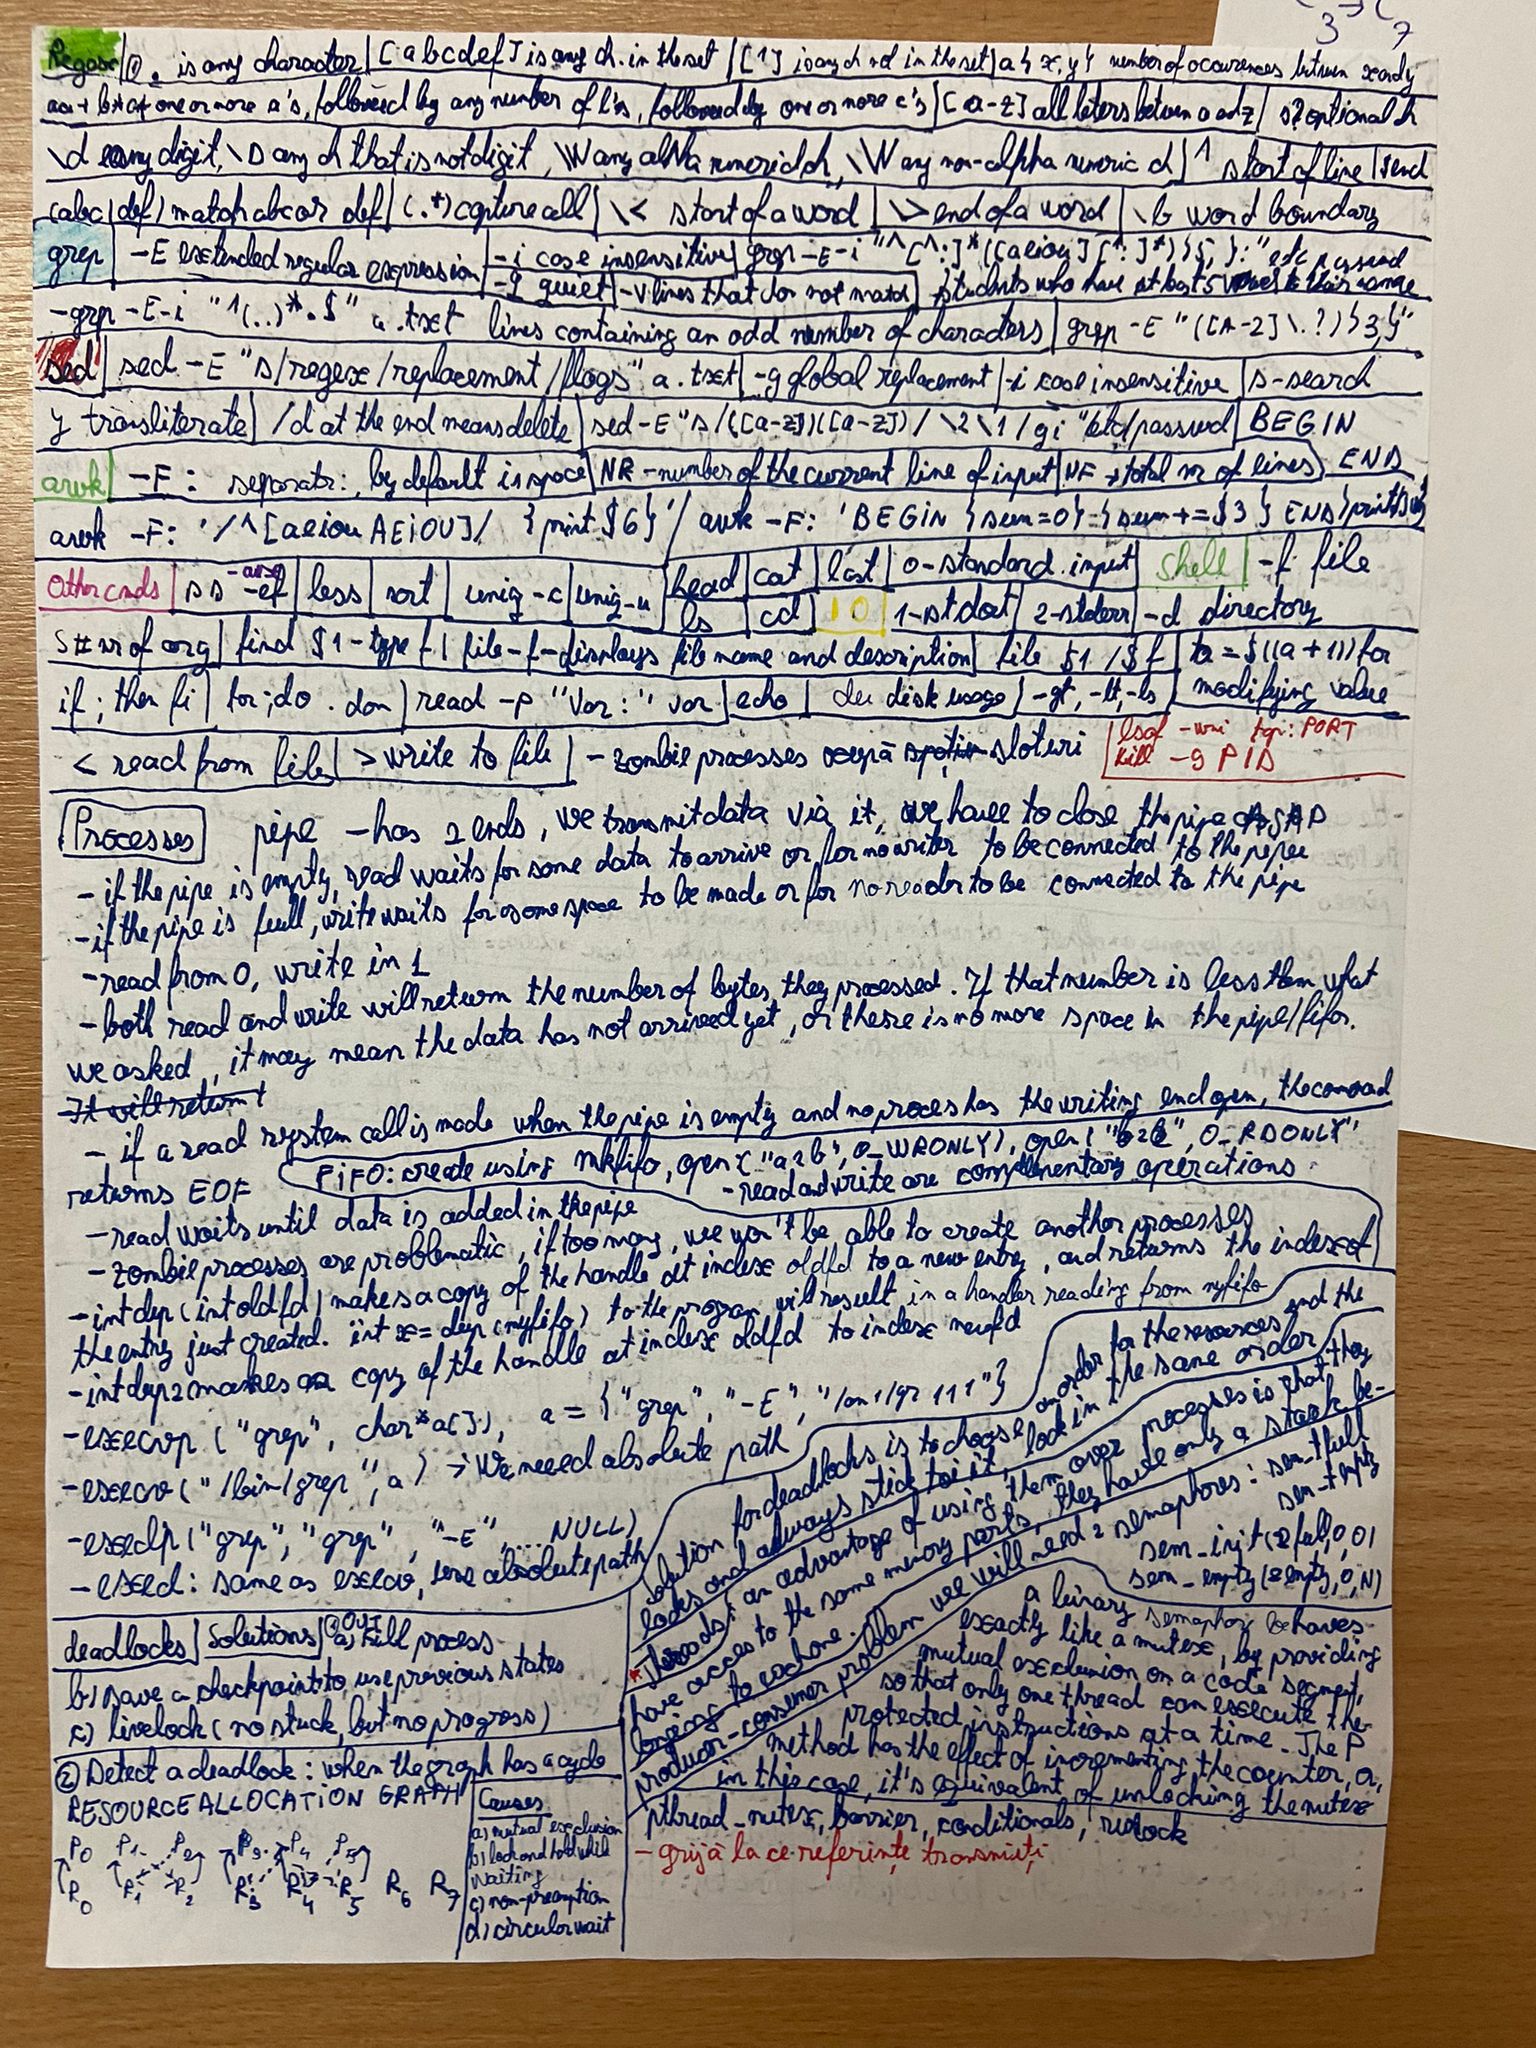 3 → C 7
Regex | . is any character | [abcdef] is any ch. in the set | [^] is any ch not in the set | a{x,y} number of occurences between x and y
aa+ b*c+ one or more a's, followed by any number of b's, followed by one or more c's | [a-z] all leters between a and z | s? optional ch
\d any digit, \D any ch that is not digit, \w any alpha numeric ch, \W any non-alpha numeric ch | ^ start of line | $ end
(abc|def) match abc or def | (.*) capture all | \< start of a word | \> end of a word | \b word boundary
grep | -E extended regular expression | -i case insensitive | grep -E -i "^[^:]*([aeiou][^:]*){5,}:" etc passwd
-q quiet | -v lines that do not match | students who have at least 5 vowels in their name
-grep -E -i "^(..)*.$" a.txt lines containing an odd number of characters | grep -E "([A-Z]\.?){3,}"
sed | sed -E "s/regex/replacement/flags" a.txt | -g global replacement | -i case insensitive | s-search
y transliterate | /d at the end means delete | sed -E "s/([a-z])([a-z])/\2\1/gi" /etc/passwd | BEGIN
awk | -F : separator:, by default is space | NR - number of the current line of input | NF → total nr of lines | END
awk -F: '/^[aeiouAEIOU]/ {print $6}' / awk -F: 'BEGIN {sum=0} {sum+=$3} END {print sum}
Other cmds | ps -ef | less | sort | uniq -c | uniq -u | head | cat | last | 0-standard input | Shell | -f file
ls | cd | IO | 1-stdout | 2-stderr | -d directory
$# nr of arg | find $1 -type f | file -f-displays file name and description | file $1/$f | a=$((a+1)) for
if ; then fi | for ; do . don | read -p "Var:" var | echo | du disk usage | -gt, -lt, -ls | modifying value
< read from file | > write to file | - zombie processes ocupă sloturi | lsof -wni tcp:PORT
kill -9 PID
Processes pipe - has 2 ends, we transmit data via it, we have to close the pipe ASAP
- if the pipe is empty, read waits for some data to arrive or for no writer to be connected to the pipe
- if the pipe is full, write waits for some space to be made or for no reader to be connected to the pipe
- read from 0, write in 1
- both read and write will return the number of bytes they processed. If that number is less than what
we asked, it may mean the data has not arrived yet, or there is no more space in the pipe/fifo.
It will return
- if a read system call is made when the pipe is empty and no proces has the writing end open, the comand
returns EOF FIFO: create using mkfifo, open("a2b", O_WRONLY), open("b2a", O_RDONLY)
- read and write are complementary operations
- read waits until data is added in the pipe
- zombie processes are problematic, if too many, we won't be able to create another processes
- int dup (int oldfd) makes a copy of the handle at index oldfd to a new entry, and returns the index of
the entry just created. int x = dup(myfifo) to the program will result in a handler reading from myfifo
- int dup2 makes a copy of the handle at index oldfd to index newfd
- execvp ("grep", char* a[]), a = {"grep", "-E", "/an1/gr 111"}
- execv ("/bin/grep", a) → We need absolute path
- execlp ("grep", "grep", "-E", .... NULL)
- execl: same as execv, use absolute path
solution for deadlocks is to choose an order for the resources and the
locks and always stick to it, lock in the same order
* Threads: an advantage of using them over processes is that they
have acces to the same memory parts, they have only a stack be-
longing to each one.
producer-consumer problem we will need 2 semaphores: sem_t full
sem_t empty
sem_init(&full,0,0)
sem_empty(&empty,0,N)
a binary semaphore behaves
exactly like a mutex, by providing
mutual exclusion on a code segment,
so that only one thread can execute the
protected instructions at a time. The P
method has the effect of incrementing the counter, or,
in this case, it's equivalent of unlocking the mutex
pthread_mutex, barrier, conditionals, rwlock
- grijă la ce referințe transmiți
deadlocks | Solutions | a) kill process
b) save a checkpoint to use previous states
c) livelock (no stuck, but no progress)
② Detect a deadlock: when the graph has a cycle
RESOURCE ALLOCATION GRAPH
P0 P1 P2 P3 P4 P5
R0 R1 R2 R3 R4 R5 R6 R7
Causes
a) mutual exclusion
b) lock and hold while
waiting
c) non-preemption
d) circular wait